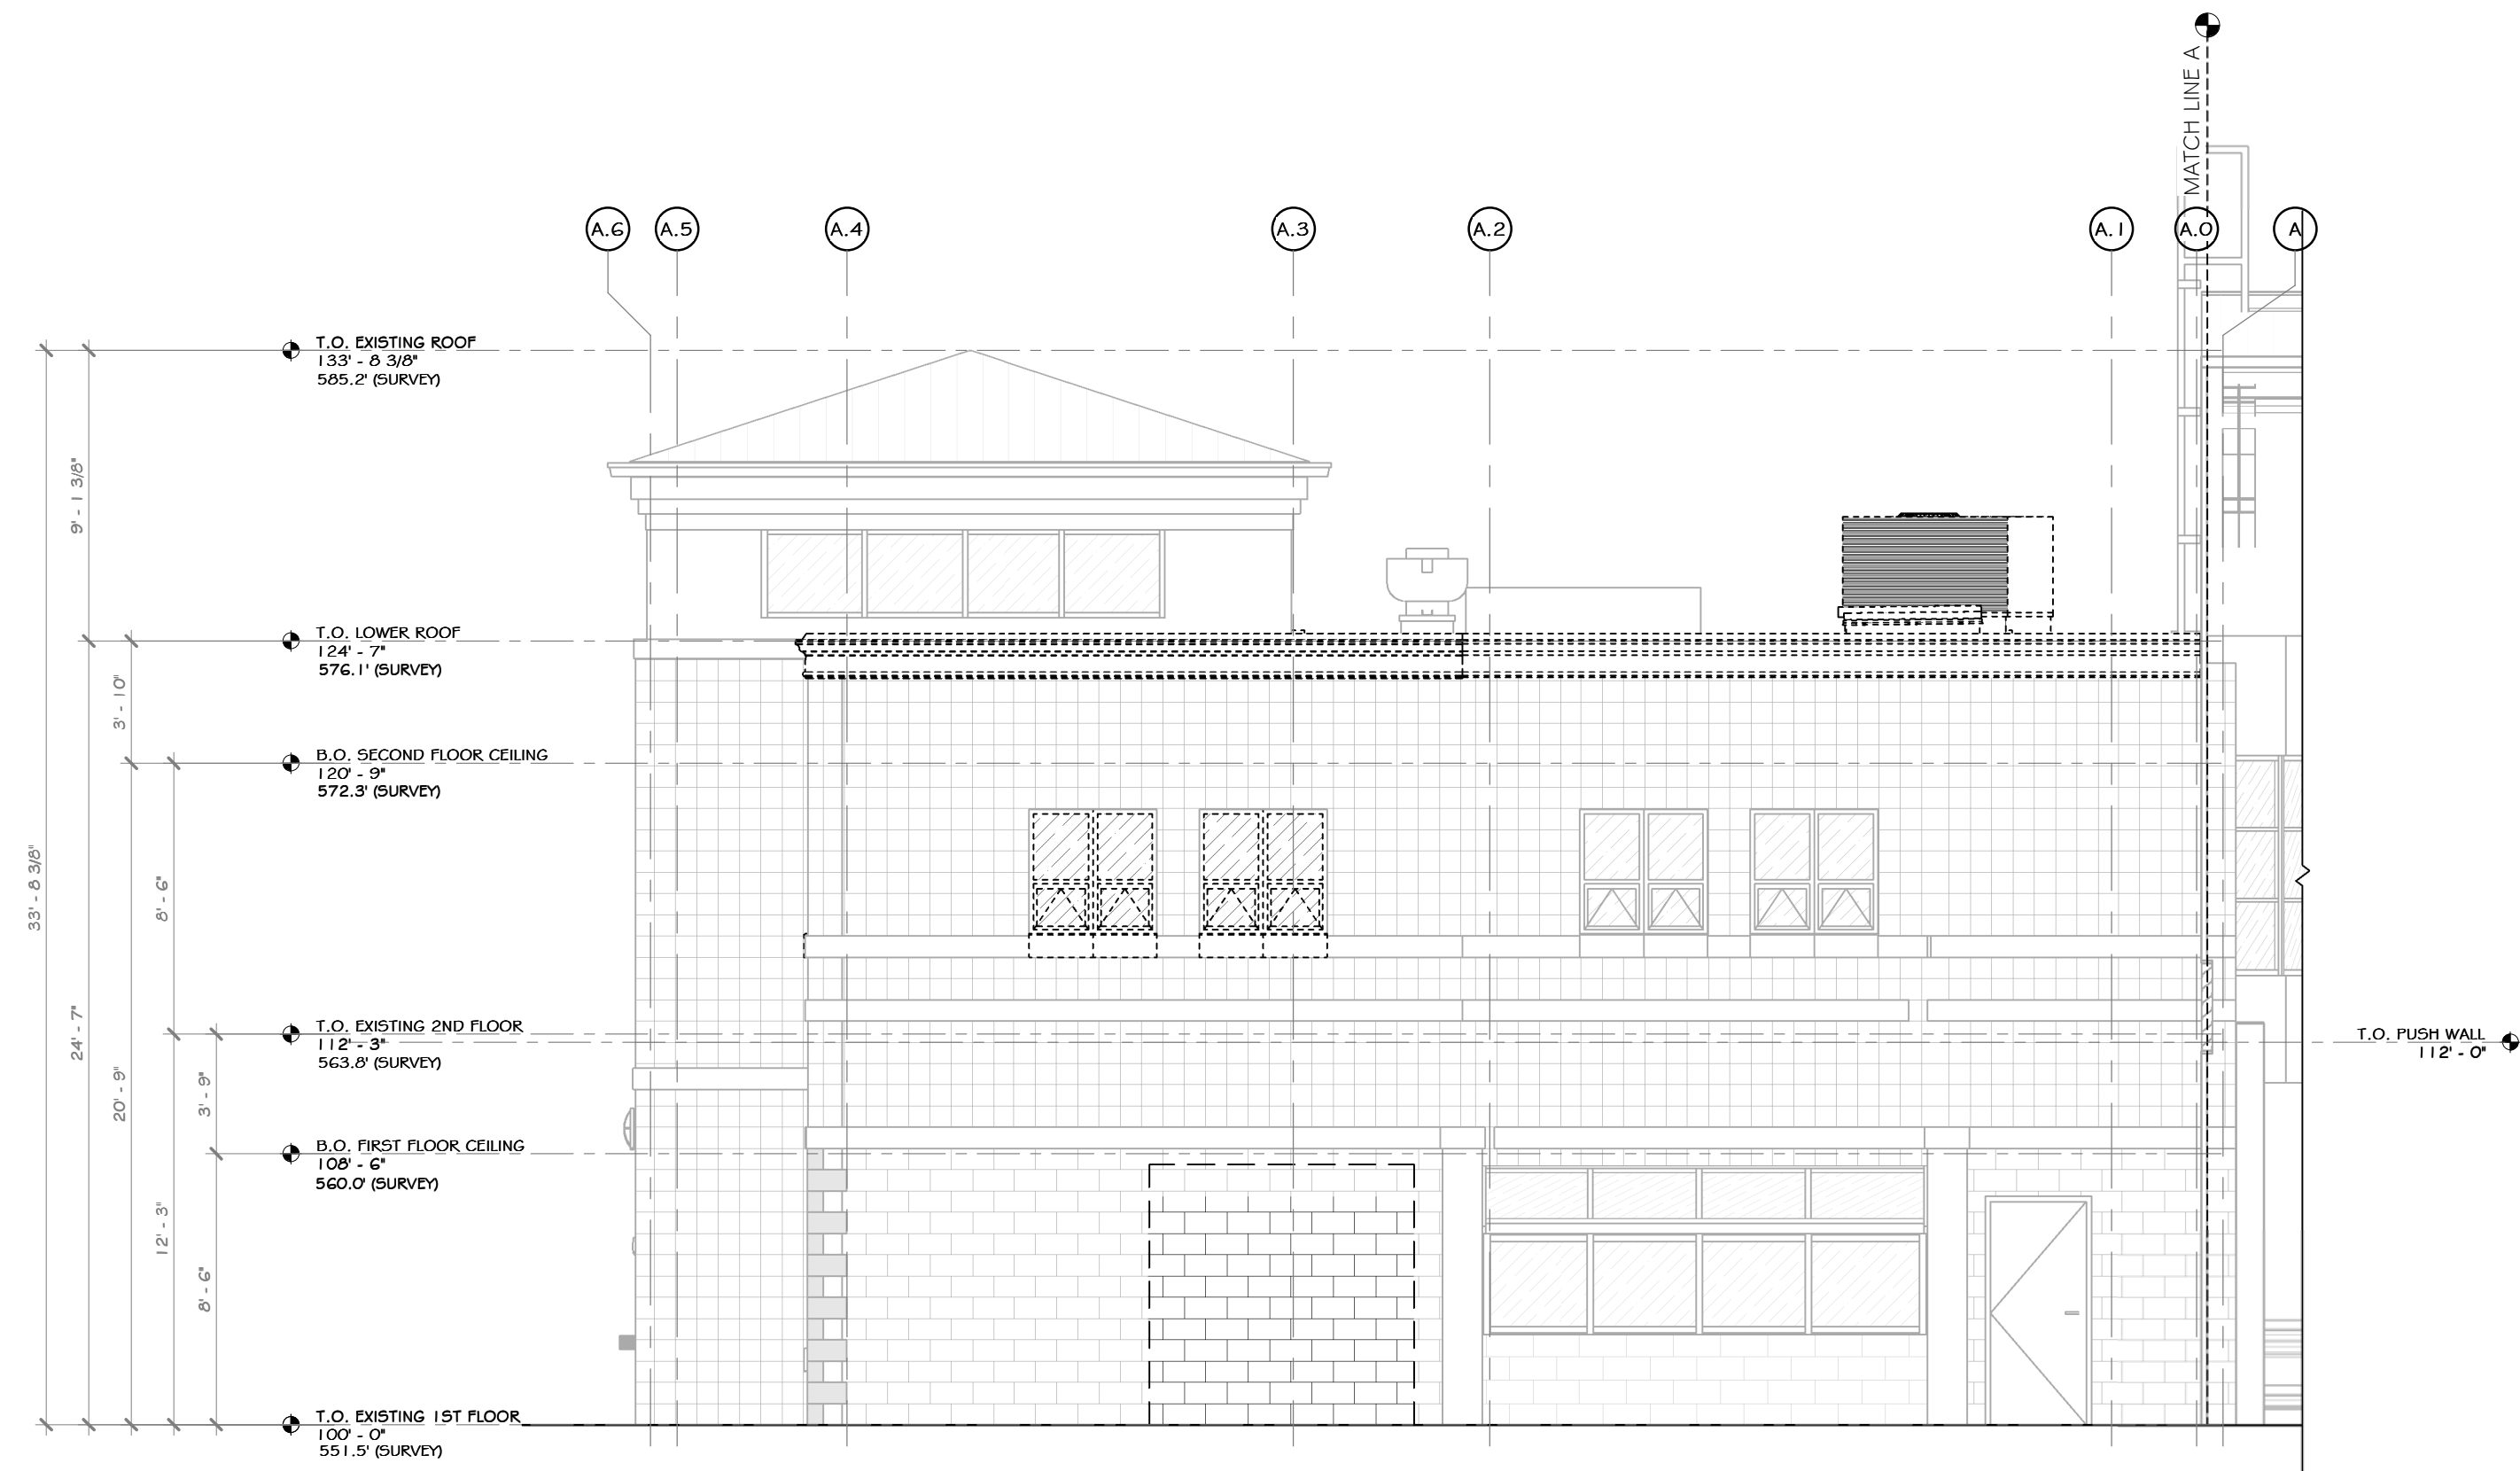 MATCH LINE A
A.6
A.5
A.4
A.3
A.2
A.1
A.0
A
T.O. EXISTING ROOF
133' - 8 3/8"
585.2' (SURVEY)
9' - 1 3/8"
T.O. LOWER ROOF
124' - 7"
576.1' (SURVEY)
3' - 10"
B.O. SECOND FLOOR CEILING
120' - 9"
572.3' (SURVEY)
33' - 8 3/8"
8' - 6"
T.O. EXISTING 2ND FLOOR
112' - 3"
563.8' (SURVEY)
T.O. PUSH WALL
112' - 0"
24' - 7"
20' - 9"
3' - 9"
B.O. FIRST FLOOR CEILING
108' - 6"
560.0' (SURVEY)
12' - 3"
8' - 6"
T.O. EXISTING 1ST FLOOR
100' - 0"
551.5' (SURVEY)